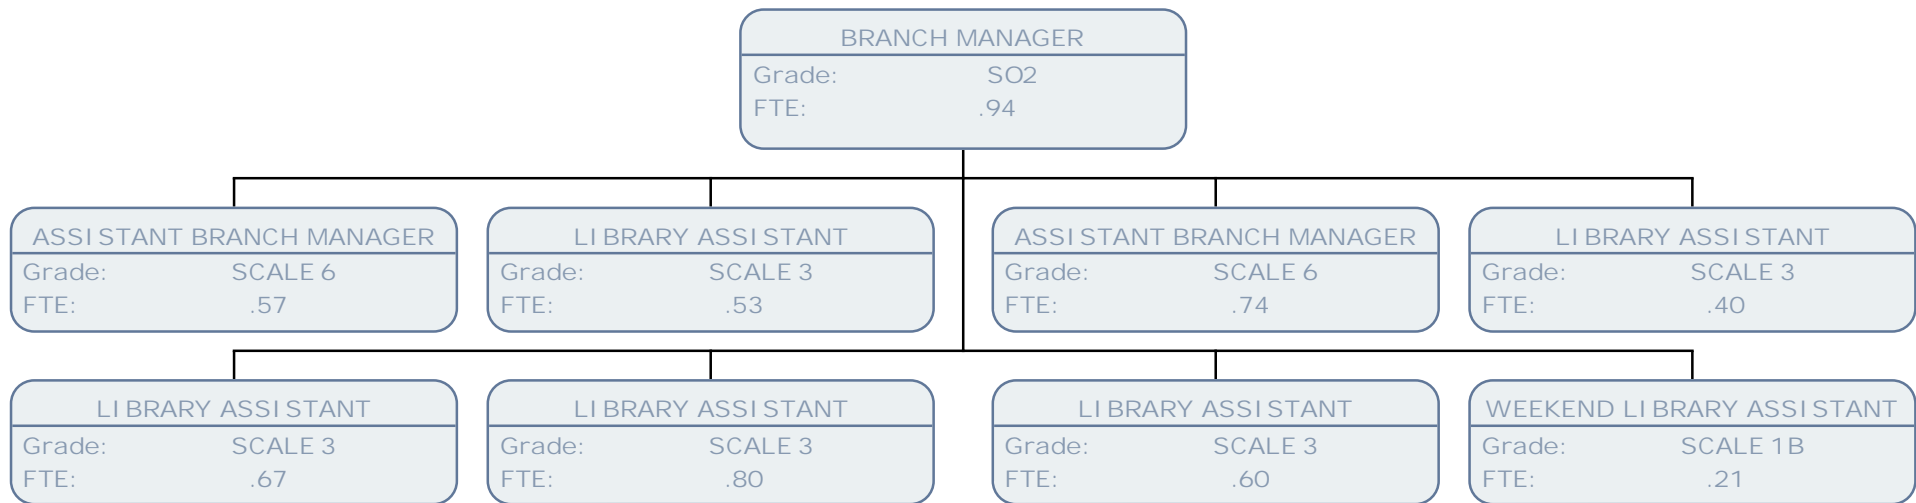 BRANCH MANAGER
Grade: SO2
FTE: .94
ASSISTANT BRANCH MANAGER
Grade: SCALE 6
FTE: .57
LIBRARY ASSISTANT
Grade: SCALE 3
FTE: .53
ASSISTANT BRANCH MANAGER
Grade: SCALE 6
FTE: .74
LIBRARY ASSISTANT
Grade: SCALE 3
FTE: .40
LIBRARY ASSISTANT
Grade: SCALE 3
FTE: .67
LIBRARY ASSISTANT
Grade: SCALE 3
FTE: .80
LIBRARY ASSISTANT
Grade: SCALE 3
FTE: .60
WEEKEND LIBRARY ASSISTANT
Grade: SCALE 1B
FTE: .21